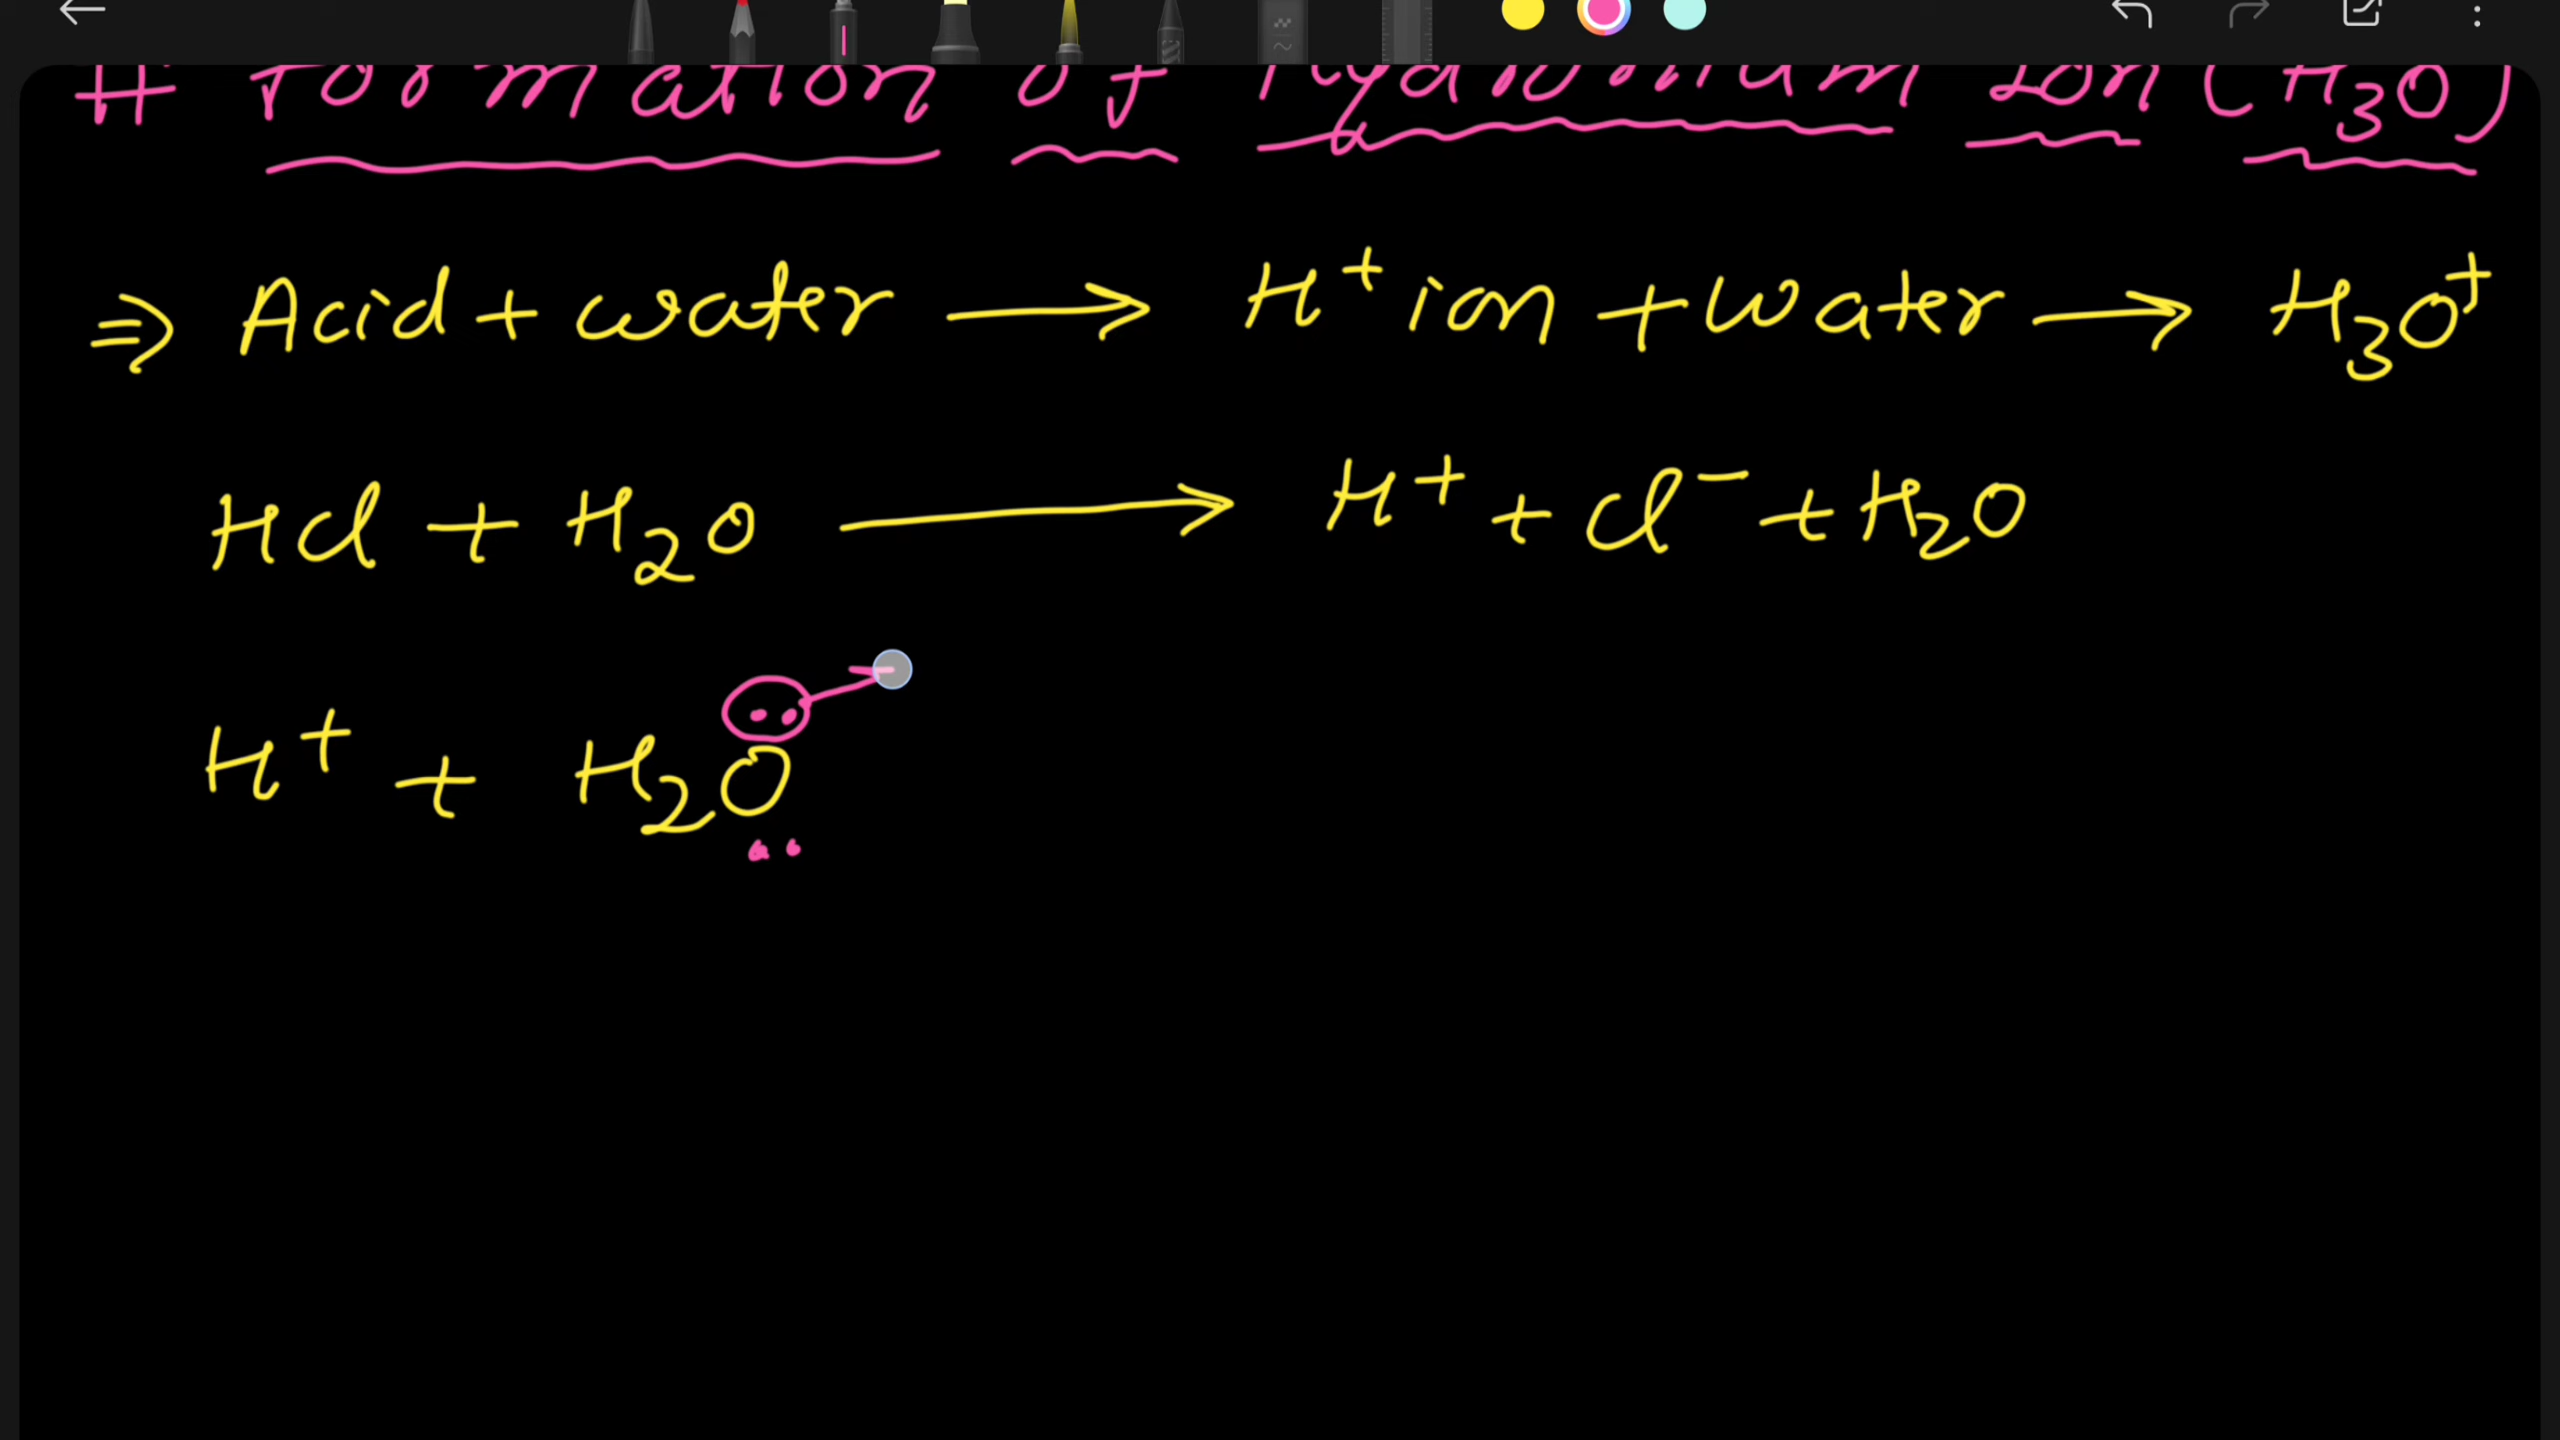 # Formation of Hydronium Ion (H₃O)
⇒ Acid + water ⟶ H⁺ ion + Water ⟶ H₃O⁺
HCl + H₂O ⟶ H⁺ + Cl⁻ + H₂O
H⁺ + H₂O